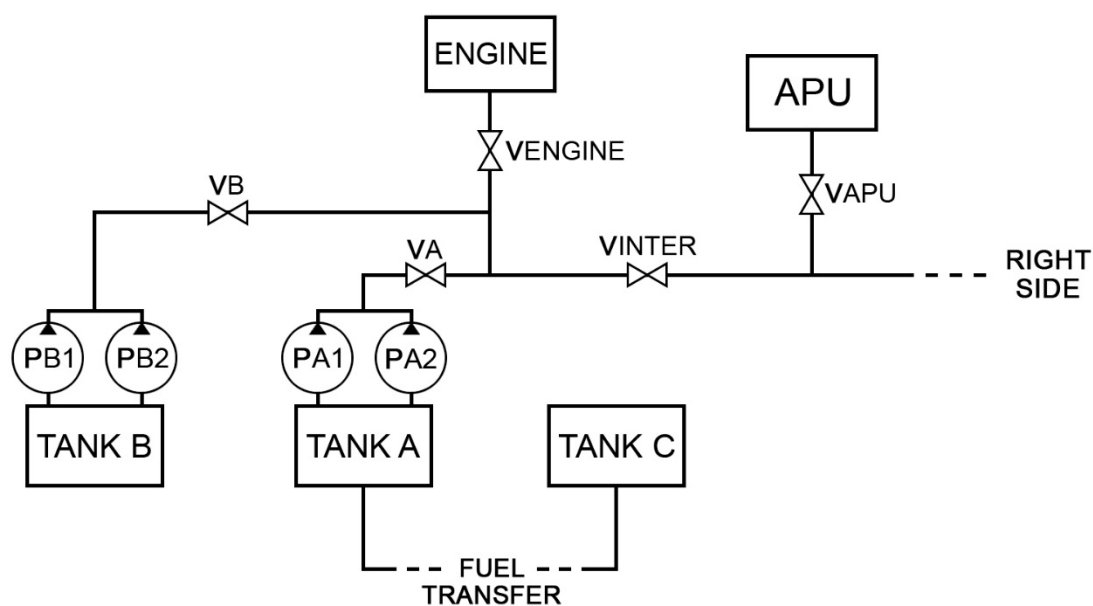 ENGINE
APU
VENGINE
VB
VAPU
VA
VINTER
RIGHT
SIDE
PB1
PB2
PA1
PA2
TANK B
TANK A
TANK C
FUEL
TRANSFER